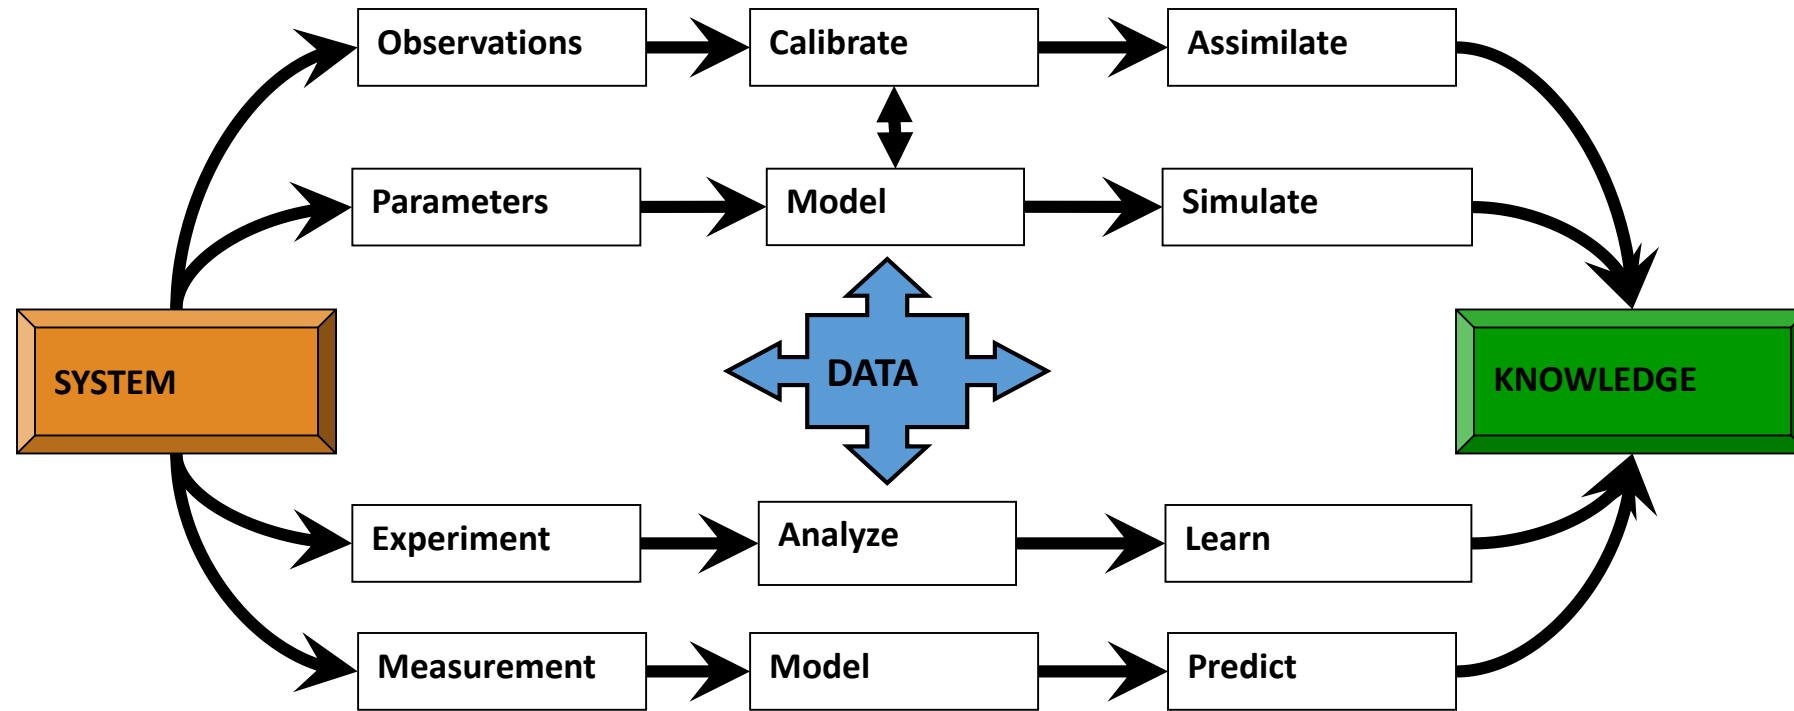 Observations
Calibrate
Assimilate
Parameters
Model
Simulate
SYSTEM
DATA
KNOWLEDGE
Experiment
Analyze
Learn
Measurement
Model
Predict